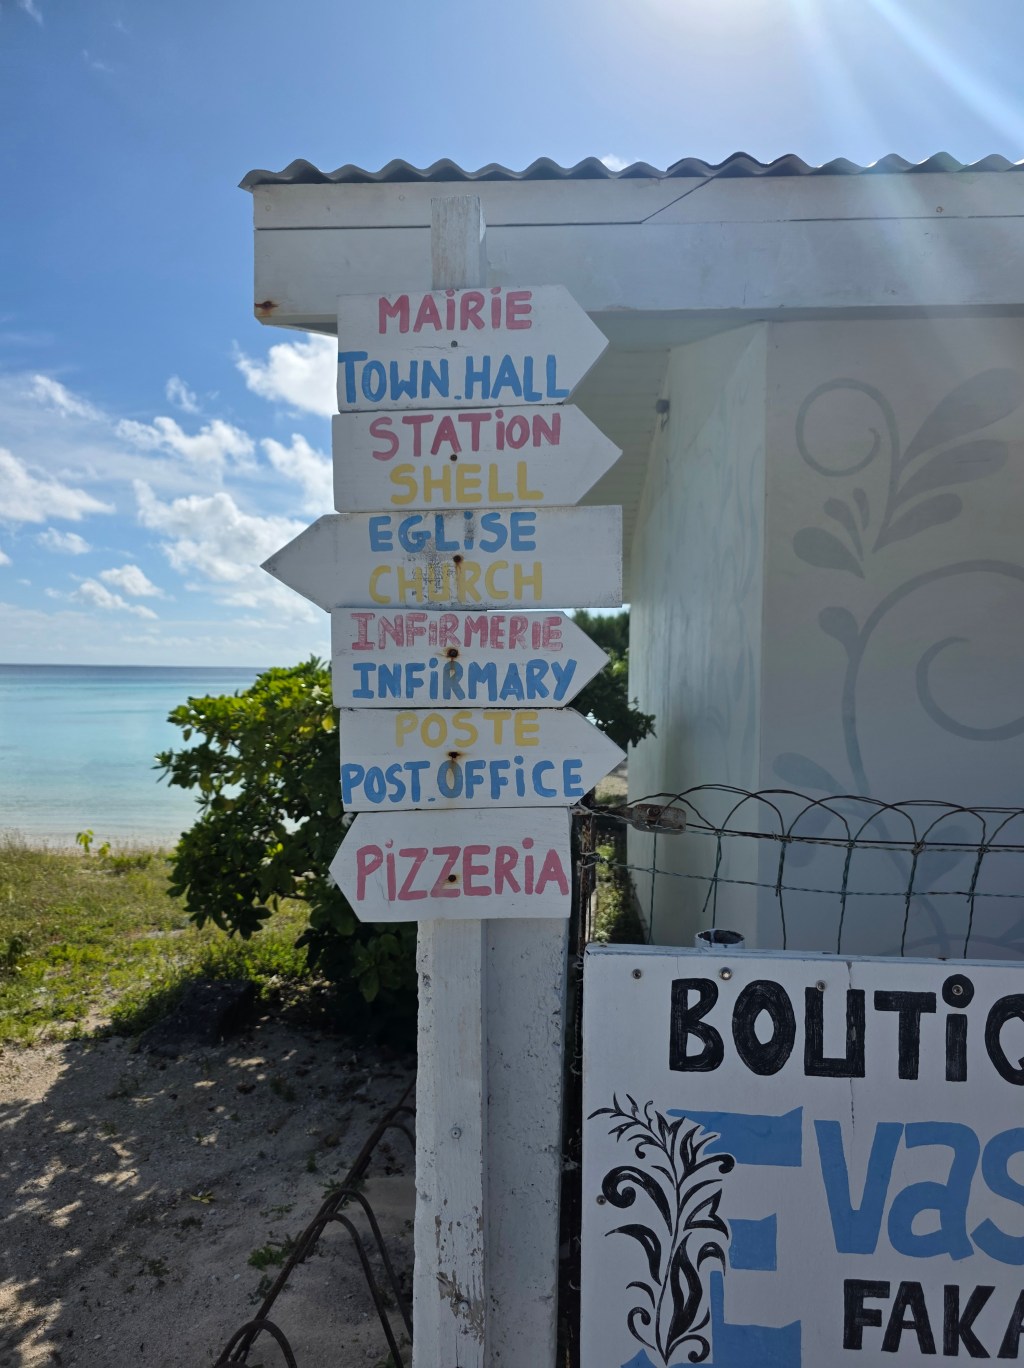 MAiRiE
TOWN.HALL
STATiON
SHELL
EGLiSE
CHURCH
INFiRMERIE
INFiRMARY
POSTE
POST.OFFiCE
PiZZERiA
BOUTiQ
Evas
FAKA